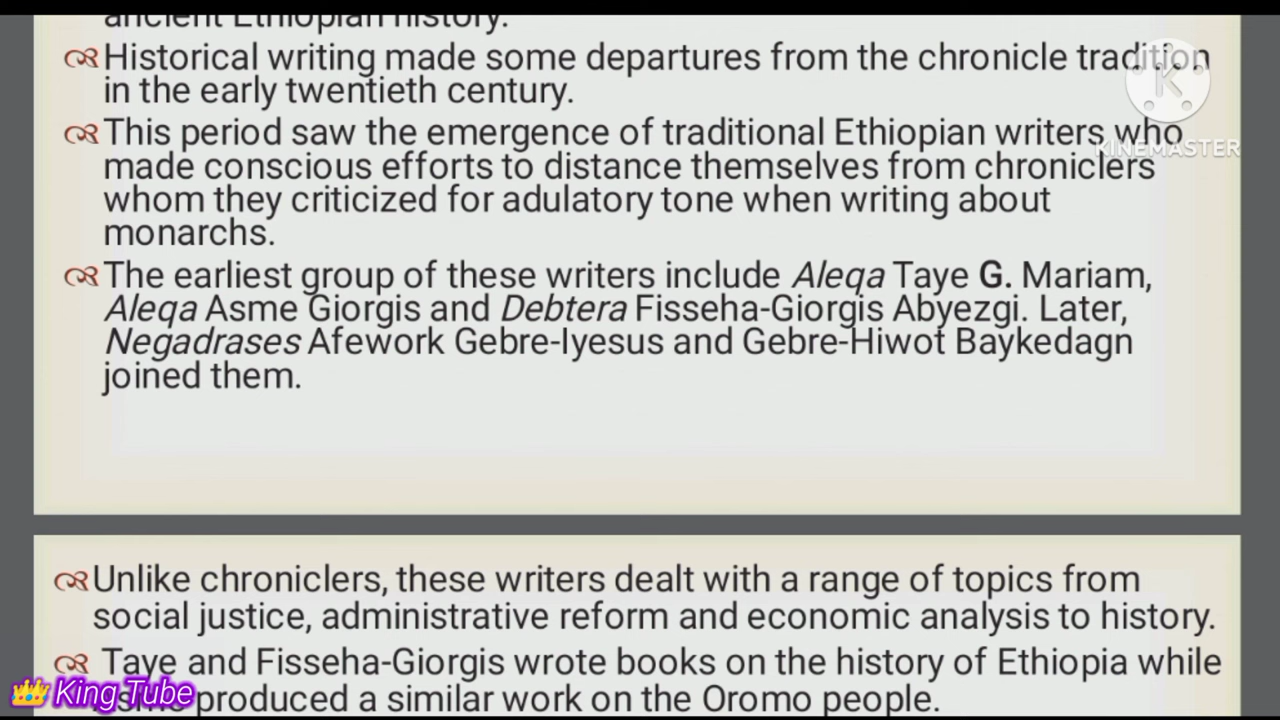 ancient Ethiopian history.
Historical writing made some departures from the chronicle tradition
in the early twentieth century.
This period saw the emergence of traditional Ethiopian writers who
made conscious efforts to distance themselves from chroniclers
whom they criticized for adulatory tone when writing about
monarchs.
The earliest group of these writers include Aleqa Taye G. Mariam,
Aleqa Asme Giorgis and Debtera Fisseha-Giorgis Abyezgi. Later,
Negadrases Afework Gebre-Iyesus and Gebre-Hiwot Baykedagn
joined them.
Unlike chroniclers, these writers dealt with a range of topics from
social justice, administrative reform and economic analysis to history.
Taye and Fisseha-Giorgis wrote books on the history of Ethiopia while
produced a similar work on the Oromo people.
K
KINEMASTER
King Tube